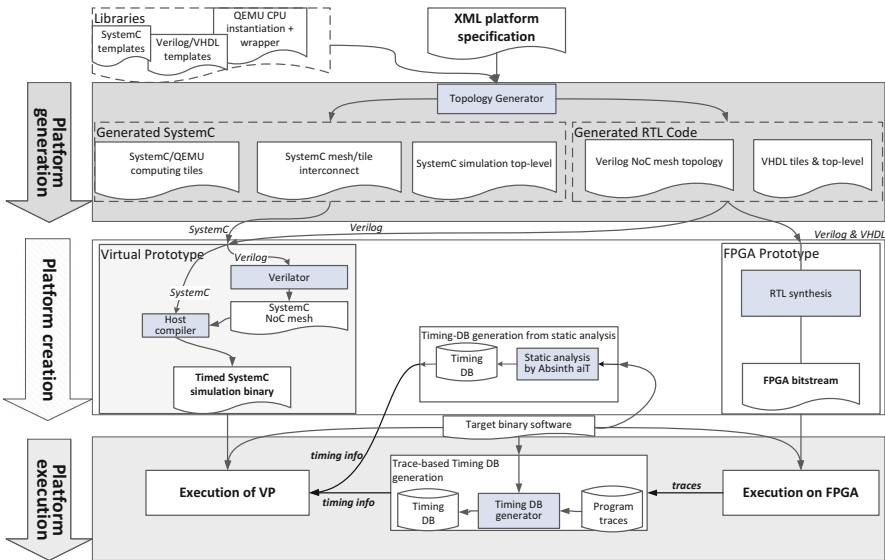 Libraries
SystemC
templates
Verilog/VHDL
templates
QEMU CPU
instantiation +
wrapper
XML platform
specification
Platform
generation
Topology Generator
Generated SystemC
SystemC/QEMU
computing tiles
SystemC mesh/tile
interconnect
SystemC simulation top-level
Generated RTL Code
Verilog NoC mesh topology
VHDL tiles & top-level
SystemC
Verilog
Verilog & VHDL
Platform creation
Virtual Prototype
Verilog
Verilator
SystemC
SystemC
NoC mesh
Host
compiler
Timed SystemC
simulation binary
Timing-DB generation from static analysis
Timing
DB
Static analysis
by Absinth aiT
FPGA Prototype
RTL synthesis
FPGA bitstream
Target binary software
Platform
execution
timing info
Execution of VP
timing info
Trace-based Timing DB
generation
Timing
DB
Timing DB
generator
Program
traces
traces
Execution on FPGA